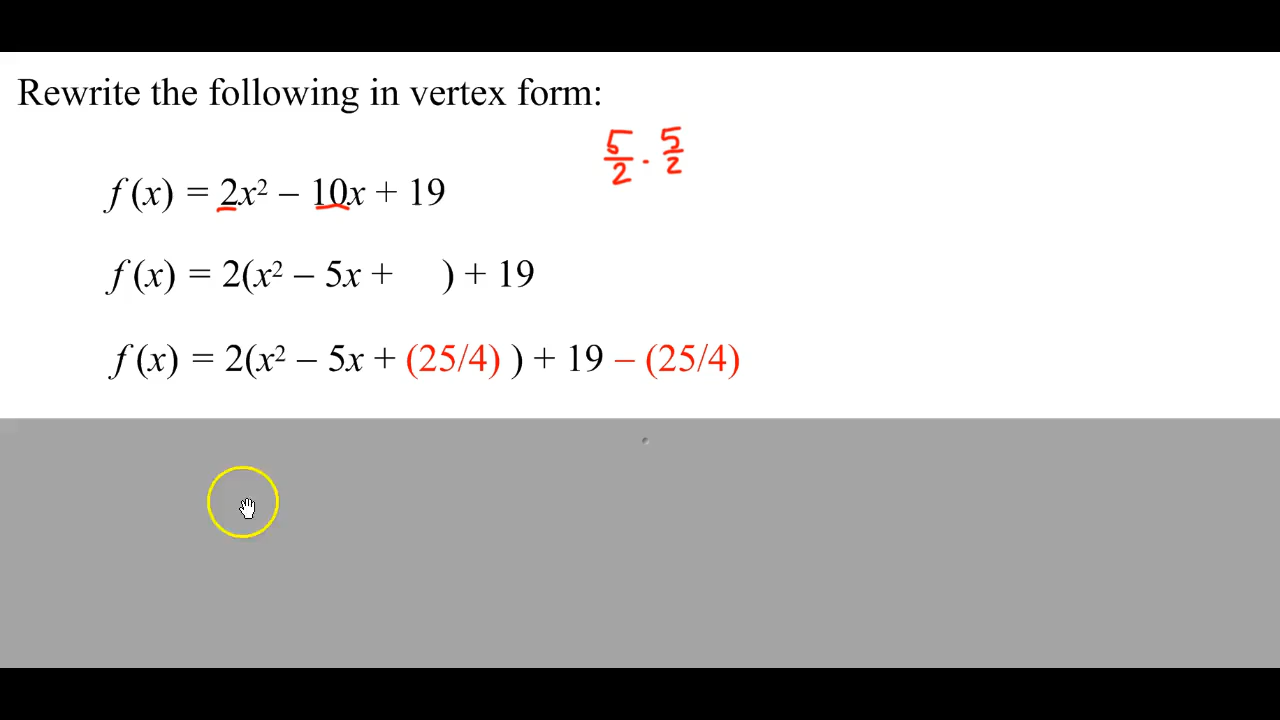 Rewrite the following in vertex form:
5/2 · 5/2
f(x) = 2x² – 10x + 19
f(x) = 2(x² – 5x + ) + 19
f(x) = 2(x² – 5x + (25/4) ) + 19 – (25/4)